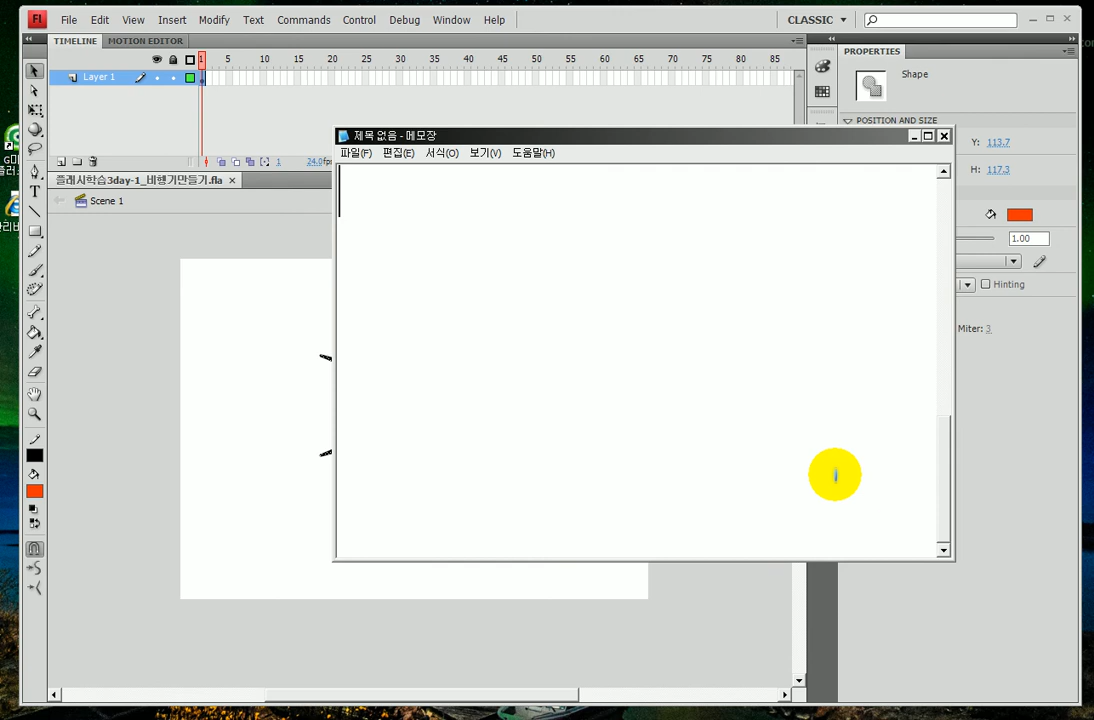 Fl File Edit View Insert Modify Text Commands Control Debug Window Help CLASSIC
TIMELINE MOTION EDITOR
1 5 10 15 20 25 30 35 40 45 50 55 60 65 70 75 80 85
Layer 1
1 24.0fps
플래시학습3day-1_비행기만들기.fla
Scene 1
T
제목 없음 - 메모장
파일(F) 편집(E) 서식(O) 보기(V) 도움말(H)
PROPERTIES
Shape
POSITION AND SIZE
Y: 113.7
H: 117.3
1.00
Hinting
Miter: 3